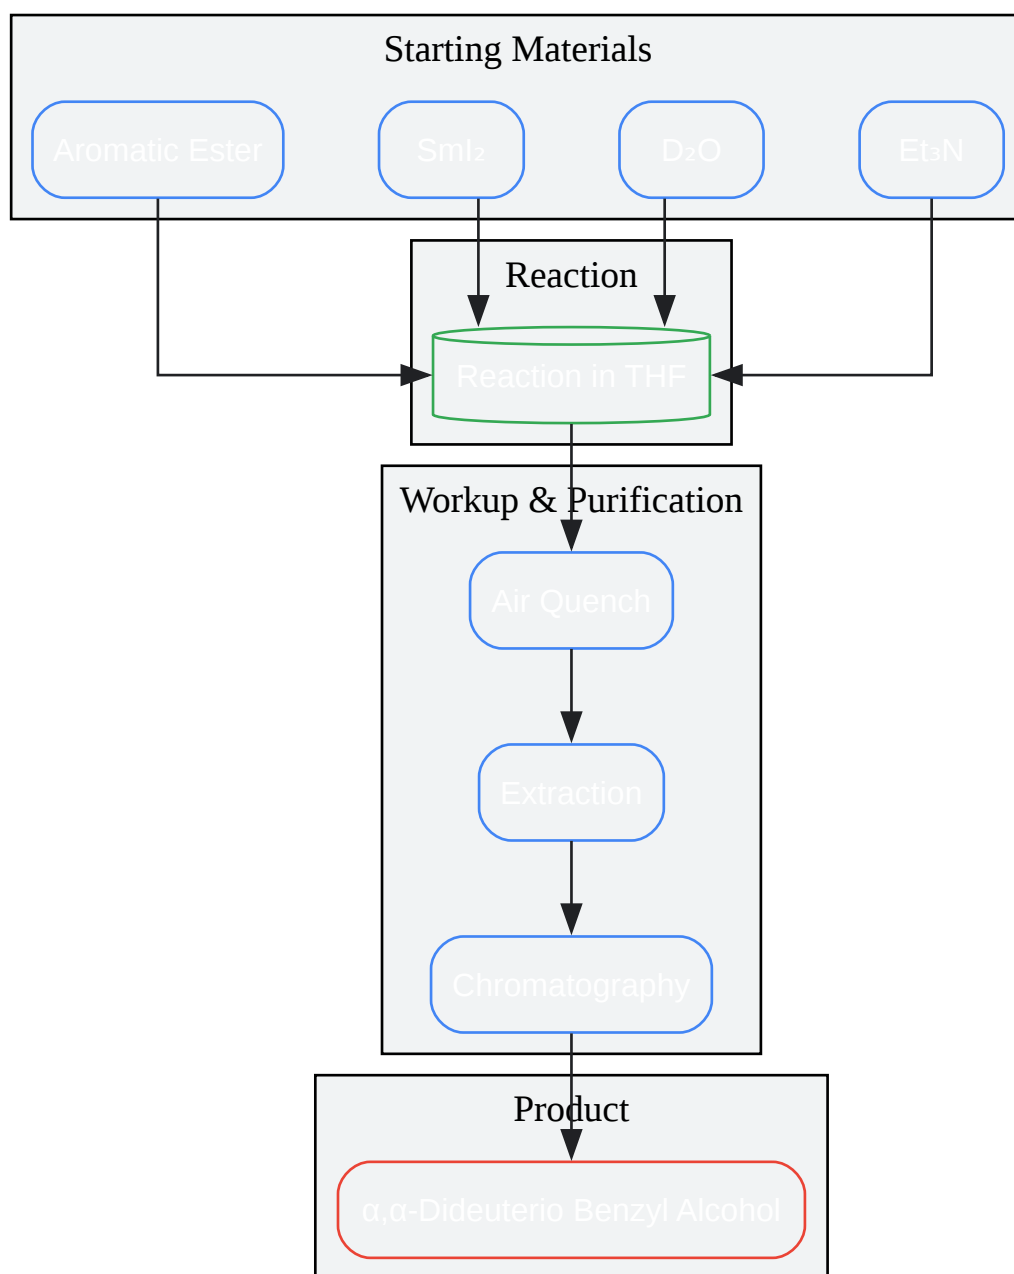 Starting Materials
Aromatic Ester
SmI₂
D₂O
Et₃N
Reaction
Reaction in THF
Workup & Purification
Air Quench
Extraction
Chromatography
Product
α,α-Dideuterio Benzyl Alcohol